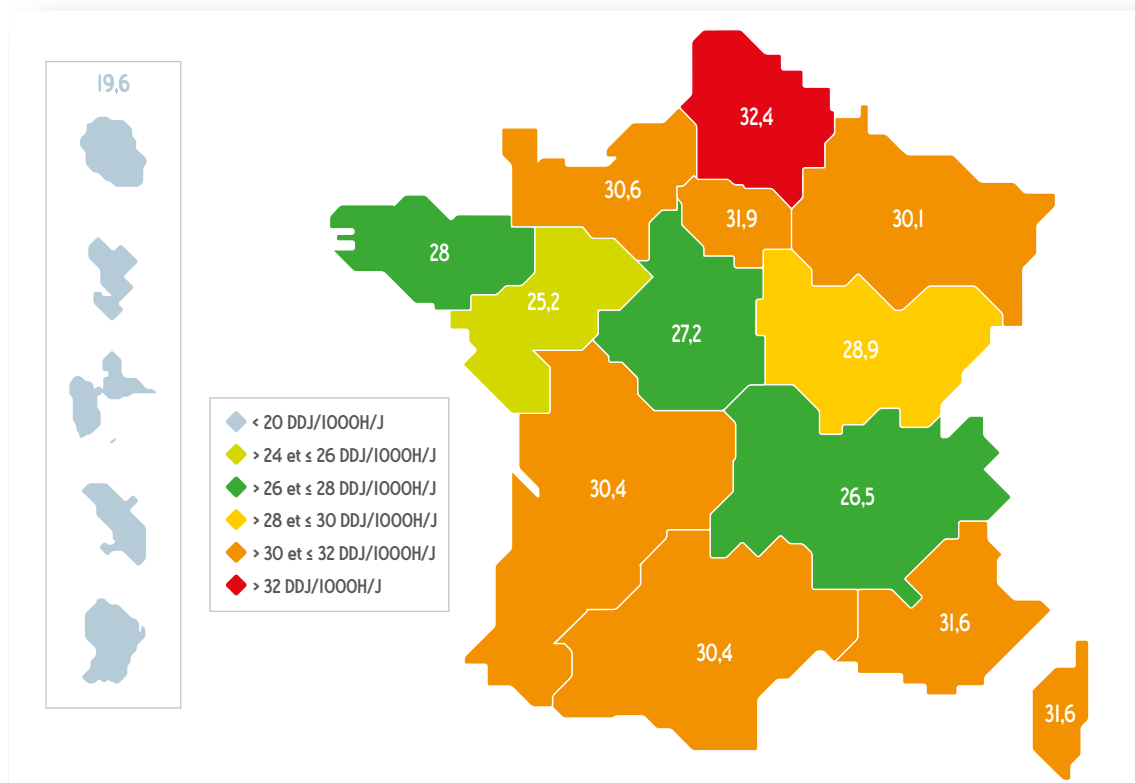 19,6
32,4
30,6
31,9
30,1
28
25,2
27,2
28,9
< 20 DDJ/1000H/J
> 24 et ≤ 26 DDJ/1000H/J
> 26 et ≤ 28 DDJ/1000H/J
> 28 et ≤ 30 DDJ/1000H/J
> 30 et ≤ 32 DDJ/1000H/J
> 32 DDJ/1000H/J
30,4
26,5
31,6
30,4
31,6